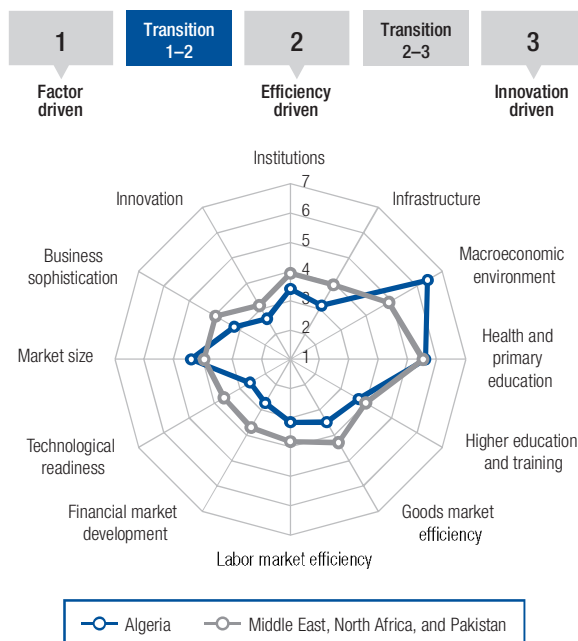 1
Transition
1–2
2
Transition
2–3
3
Factor
driven
Efficiency
driven
Innovation
driven
Institutions
Innovation
Infrastructure
Business
sophistication
Macroeconomic
environment
Market size
Health and
primary
education
Technological
readiness
Higher education
and training
Financial market
development
Goods market
efficiency
Labor market efficiency
7
6
5
4
3
2
1
Algeria
Middle East, North Africa, and Pakistan